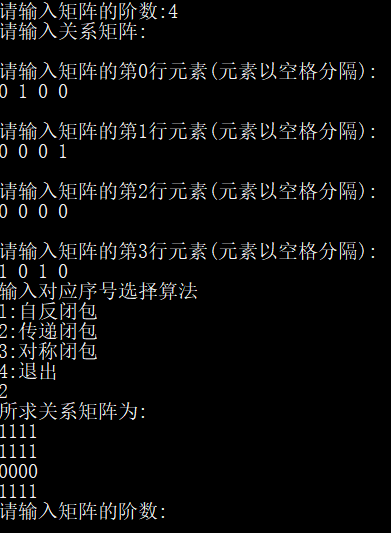 请输入矩阵的阶数:4
请输入关系矩阵:
请输入矩阵的第0行元素(元素以空格分隔):
0 1 0 0
请输入矩阵的第1行元素(元素以空格分隔):
0 0 0 1
请输入矩阵的第2行元素(元素以空格分隔):
0 0 0 0
请输入矩阵的第3行元素(元素以空格分隔):
1 0 1 0
输入对应序号选择算法
1:自反闭包
2:传递闭包
3:对称闭包
4:退出
2
所求关系矩阵为:
1111
1111
0000
1111
请输入矩阵的阶数: